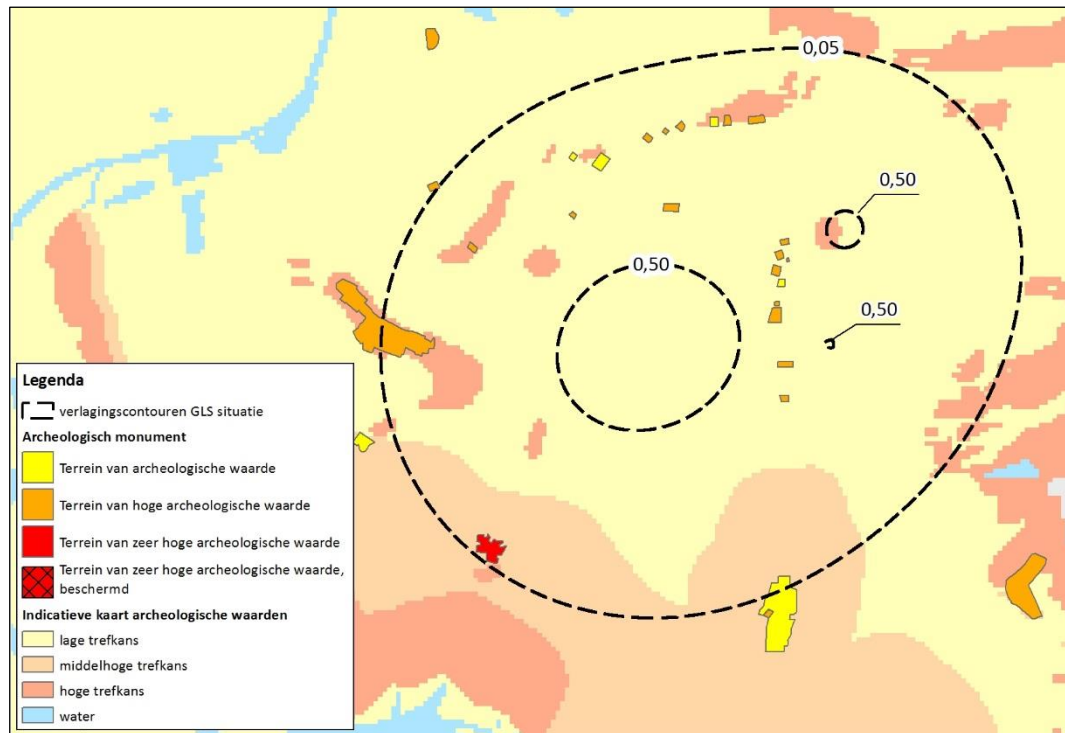 0,05
0,50
0,50
0,50
Legenda
verlagingscontouren GLS situatie
Archeologisch monument
Terrein van archeologische waarde
Terrein van hoge archeologische waarde
Terrein van zeer hoge archeologische waarde
Terrein van zeer hoge archeologische waarde,
beschermd
Indicatieve kaart archeologische waarden
lage trefkans
middelhoge trefkans
hoge trefkans
water